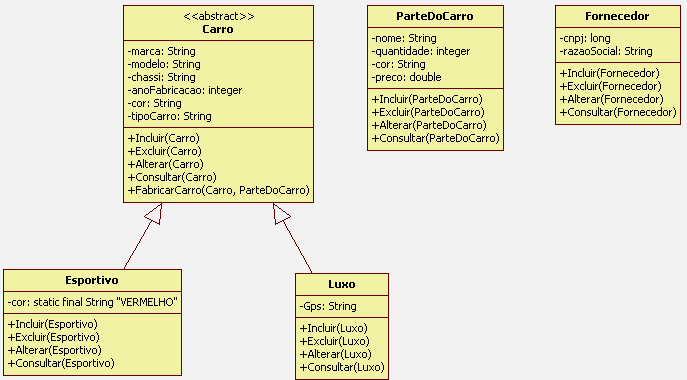 <<abstract>>
Carro
-marca: String
-modelo: String
-chassi: String
-anoFabricacao: integer
-cor: String
-tipoCarro: String
+Incluir(Carro)
+Excluir(Carro)
+Alterar(Carro)
+Consultar(Carro)
+FabricarCarro(Carro, ParteDoCarro)
ParteDoCarro
-nome: String
-quantidade: integer
-cor: String
-preco: double
+Incluir(ParteDoCarro)
+Excluir(ParteDoCarro)
+Alterar(ParteDoCarro)
+Consultar(ParteDoCarro)
Fornecedor
-cnpj: long
-razaoSocial: String
+Incluir(Fornecedor)
+Excluir(Fornecedor)
+Alterar(Fornecedor)
+Consultar(Fornecedor)
Esportivo
-cor: static final String "VERMELHO"
+Incluir(Esportivo)
+Excluir(Esportivo)
+Alterar(Esportivo)
+Consultar(Esportivo)
Luxo
-Gps: String
+Incluir(Luxo)
+Excluir(Luxo)
+Alterar(Luxo)
+Consultar(Luxo)